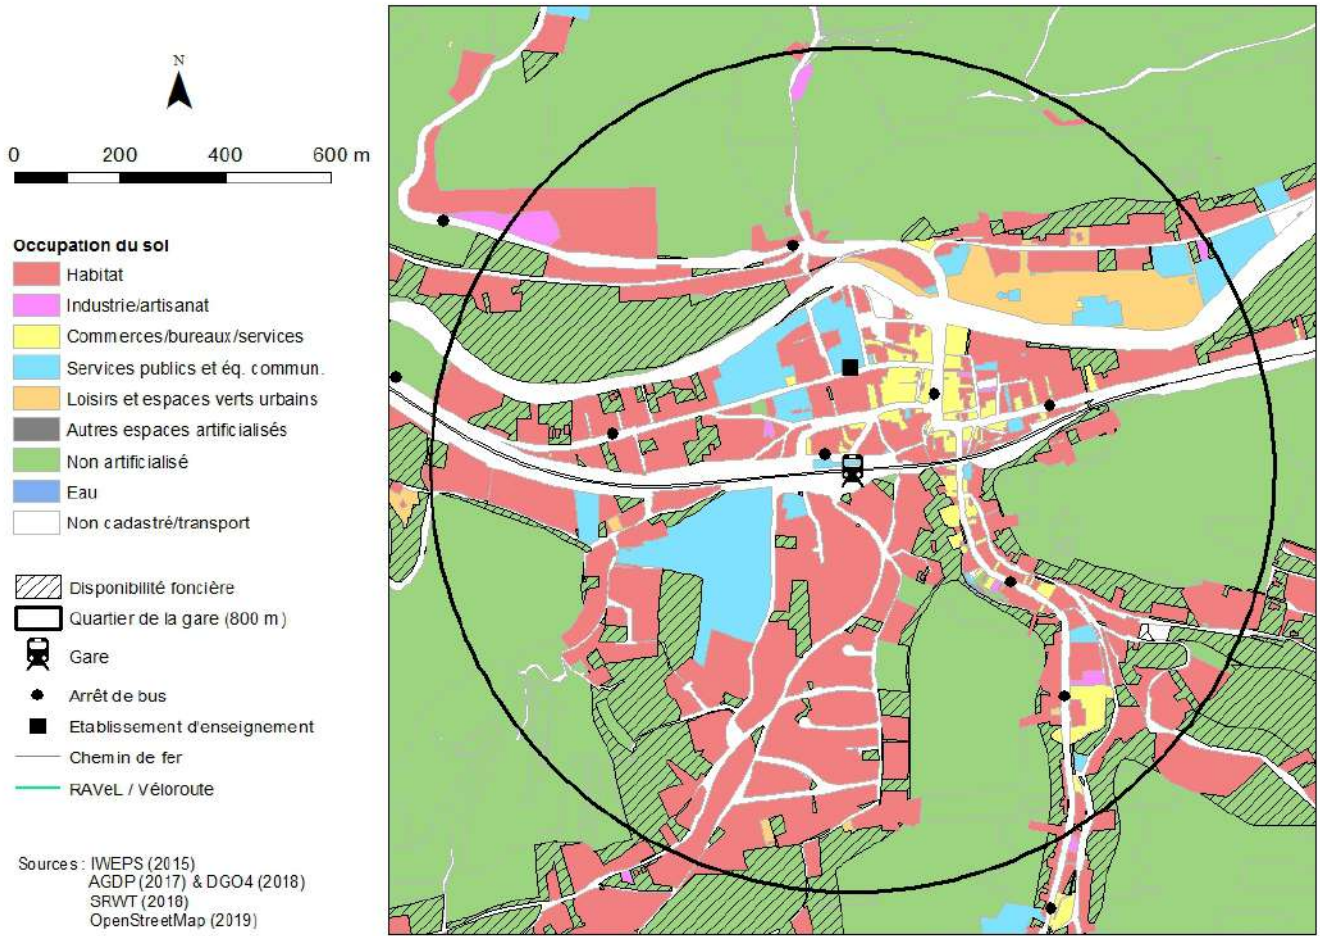 N
0 200 400 600 m
Occupation du sol
Habitat
Industrie/artisanat
Commerces/bureaux/services
Services publics et éq. commun.
Loisirs et espaces verts urbains
Autres espaces artificialisés
Non artificialisé
Eau
Non cadastré/transport
Disponibilité foncière
Quartier de la gare (800 m)
Gare
Arrêt de bus
Etablissement d'enseignement
Chemin de fer
RAVeL / Véloroute
Sources : IWEPS (2015)
AGDP (2017) & DGO4 (2018)
SRWT (2018)
OpenStreetMap (2019)